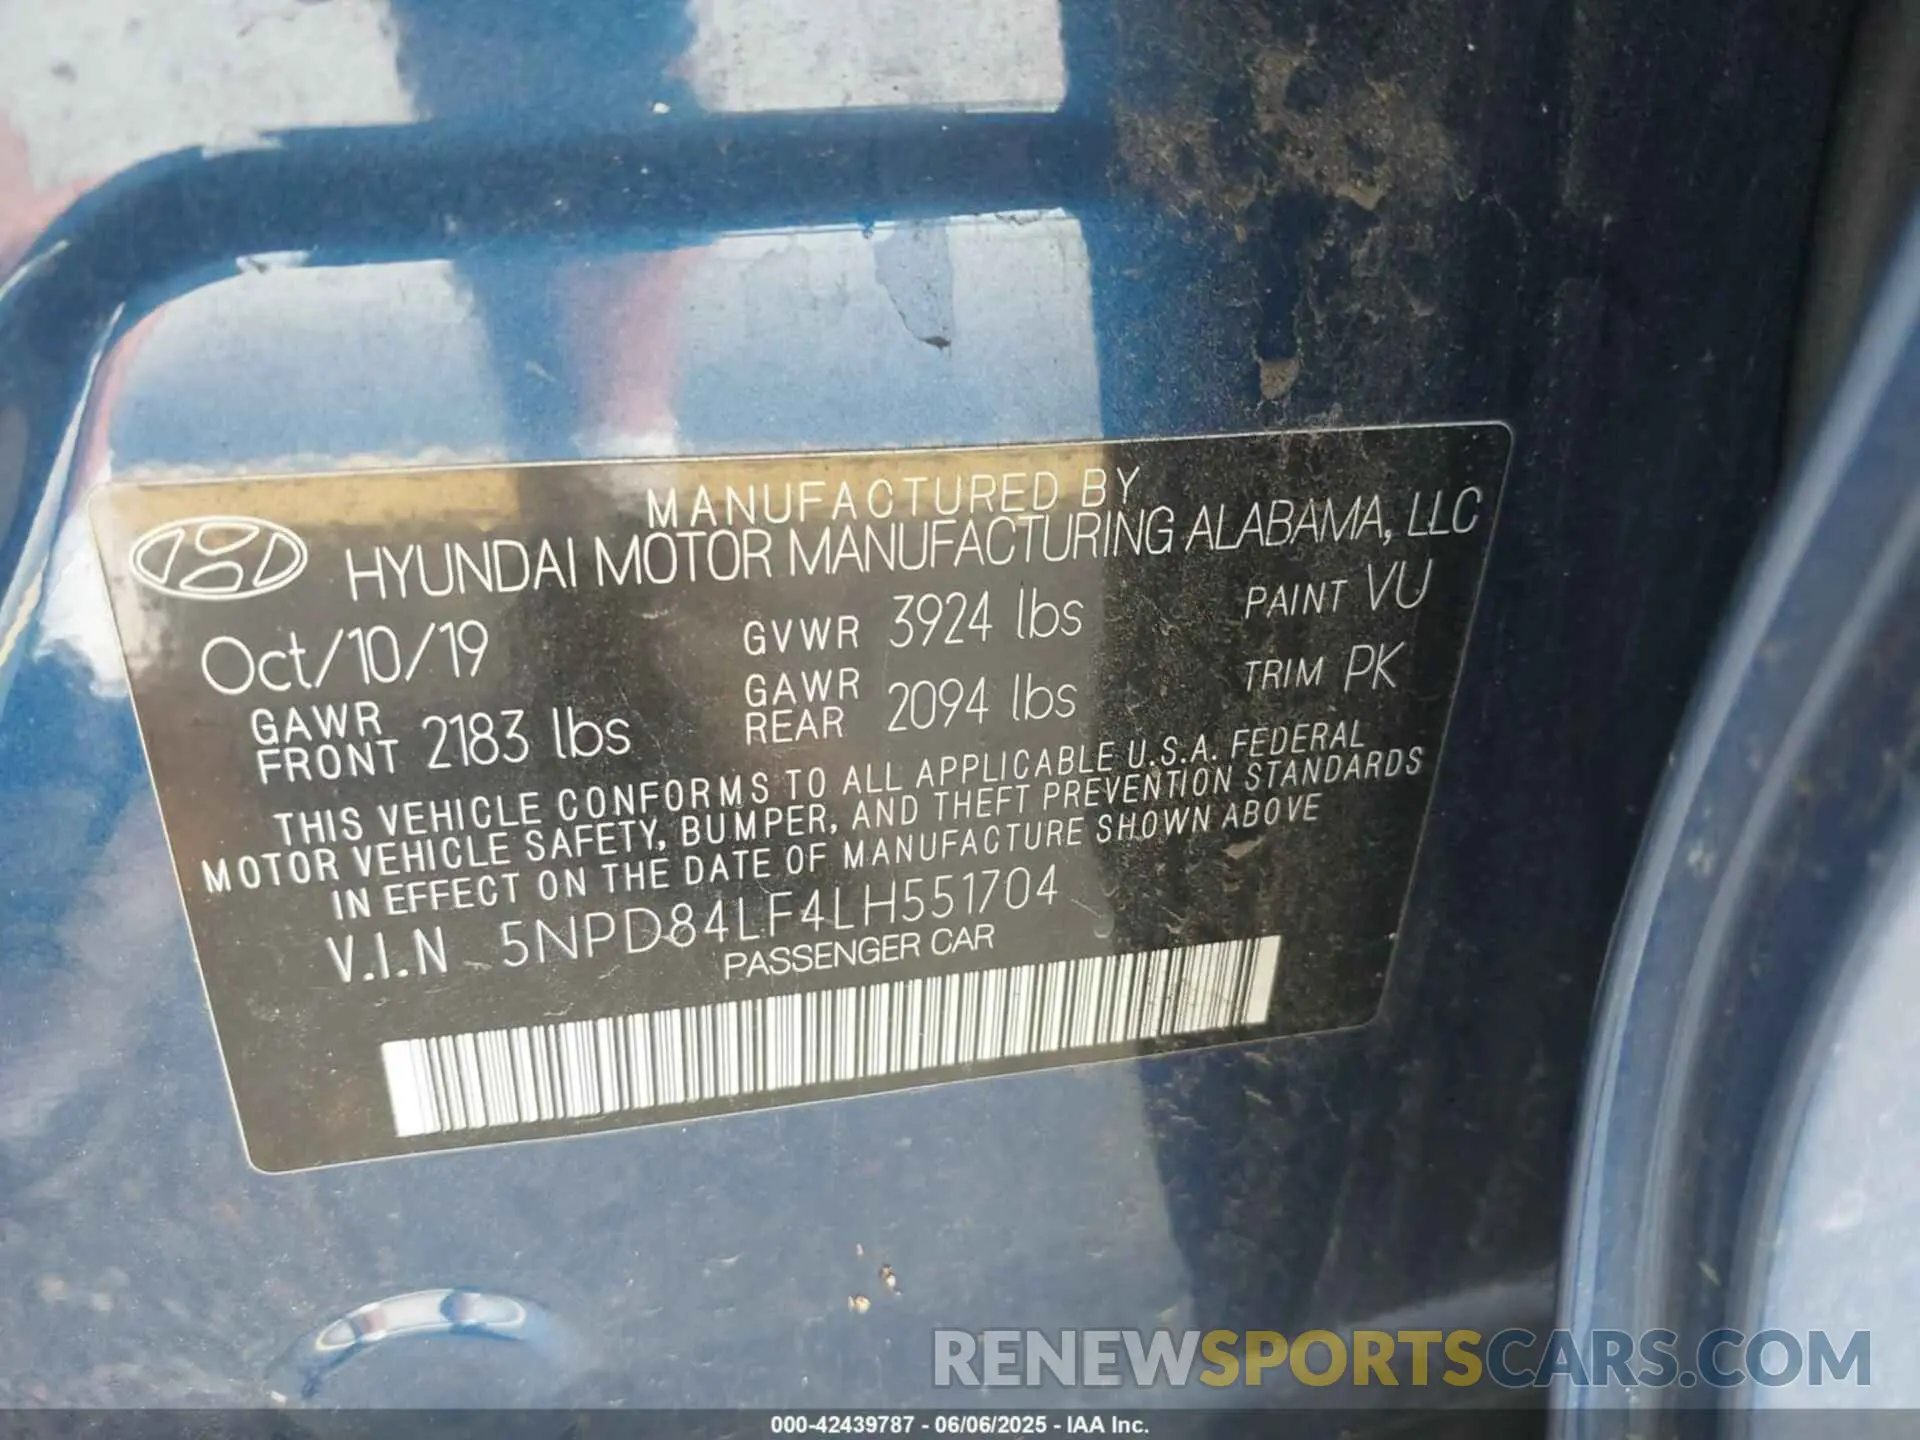 MANUFACTURED BY
HYUNDAI MOTOR MANUFACTURING ALABAMA, LLC
Oct/10/19 GVWR 3924 lbs PAINT VU
GAWR FRONT 2183 lbs GAWR REAR 2094 lbs TRIM PK
THIS VEHICLE CONFORMS TO ALL APPLICABLE U.S.A. FEDERAL
MOTOR VEHICLE SAFETY, BUMPER, AND THEFT PREVENTION STANDARDS
IN EFFECT ON THE DATE OF MANUFACTURE SHOWN ABOVE
V.I.N 5NPD84LF4LH551704
PASSENGER CAR
RENEWSPORTSCARS.COM
000-42439787 - 06/06/2025 - IAA Inc.